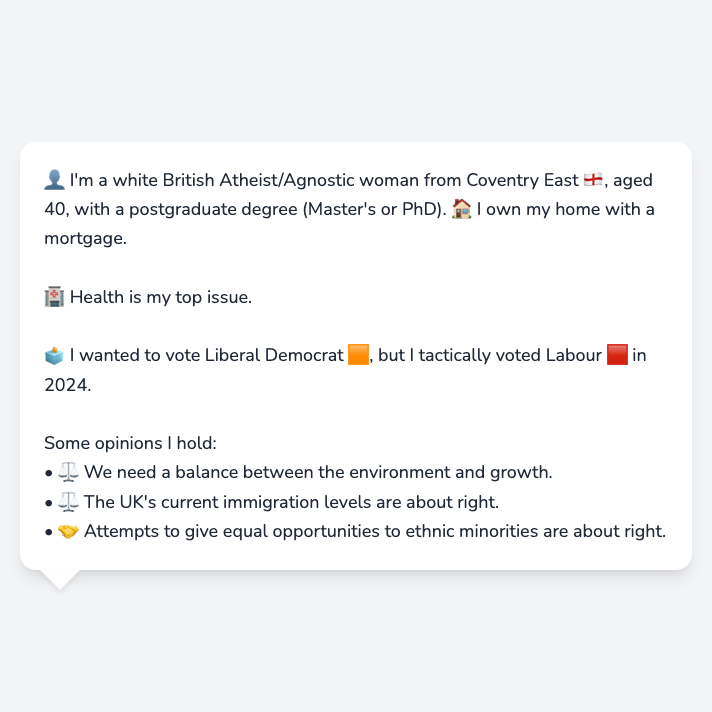 👤 I'm a white British Atheist/Agnostic woman from Coventry East 🏴󠁧󠁢󠁥󠁮󠁧󠁿, aged
40, with a postgraduate degree (Master's or PhD). 🏠 I own my home with a
mortgage.
🏥 Health is my top issue.
🗳️ I wanted to vote Liberal Democrat 🟧, but I tactically voted Labour 🟥 in
2024.
Some opinions I hold:
• ⚖️ We need a balance between the environment and growth.
• ⚖️ The UK's current immigration levels are about right.
• 🤝 Attempts to give equal opportunities to ethnic minorities are about right.